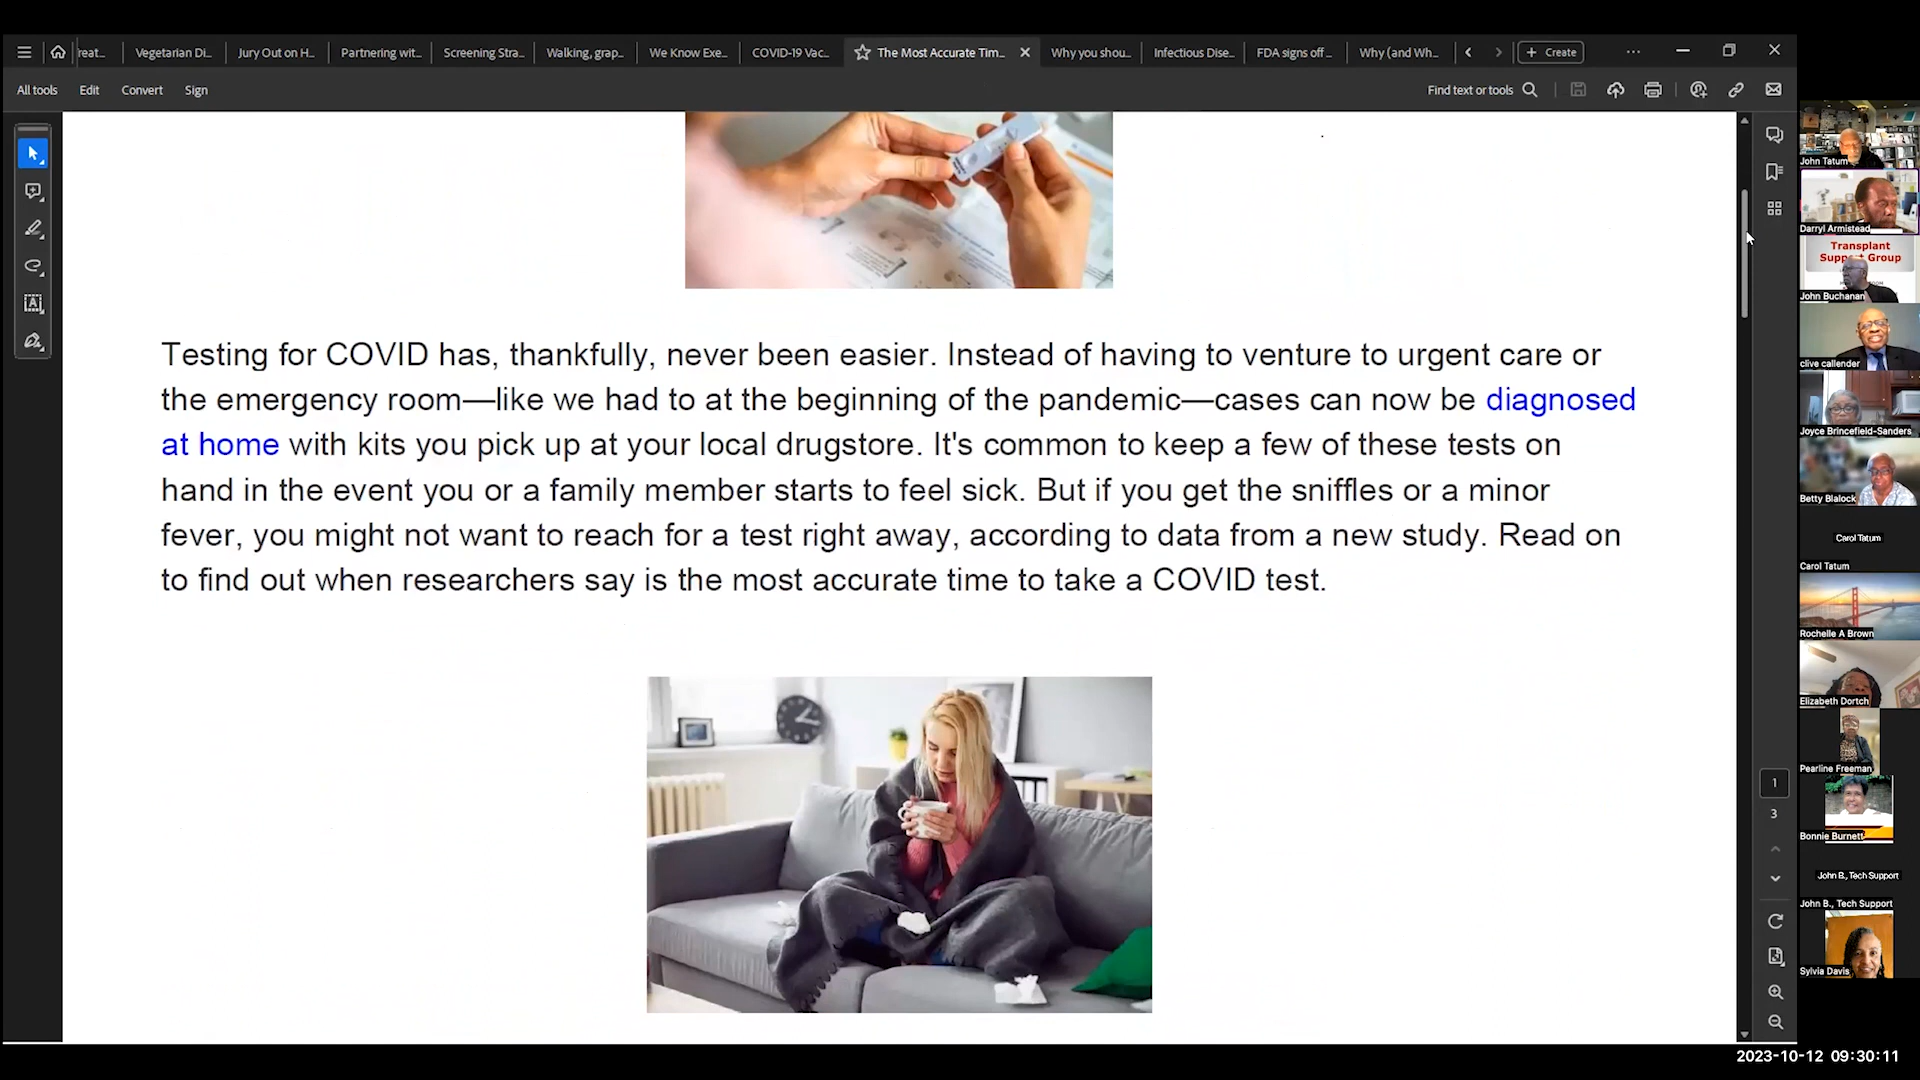 reat...
Vegetarian Di...
Jury Out on H...
Partnering wit...
Screening Stra...
Walking, grap...
We Know Exe...
COVID-19 Vac...
The Most Accurate Tim...
Why you shou...
Infectious Dise...
FDA signs off ...
Why (and Wh...
+ Create
All tools
Edit
Convert
Sign
Find text or tools
Testing for COVID has, thankfully, never been easier. Instead of having to venture to urgent care or
the emergency room—like we had to at the beginning of the pandemic—cases can now be diagnosed
at home with kits you pick up at your local drugstore. It's common to keep a few of these tests on
hand in the event you or a family member starts to feel sick. But if you get the sniffles or a minor
fever, you might not want to reach for a test right away, according to data from a new study. Read on
to find out when researchers say is the most accurate time to take a COVID test.
1
3
John Tatum
Darryl Armistead
Transplant
Support Group
John Buchanan
clive callender
Joyce Brincefield-Sanders
Betty Blalock
Carol Tatum
Carol Tatum
Rochelle A Brown
Elizabeth Dortch
Pearline Freeman
Bonnie Burnett
John B., Tech Support
John B., Tech Support
Sylvia Davis
2023-10-12 09:30:11